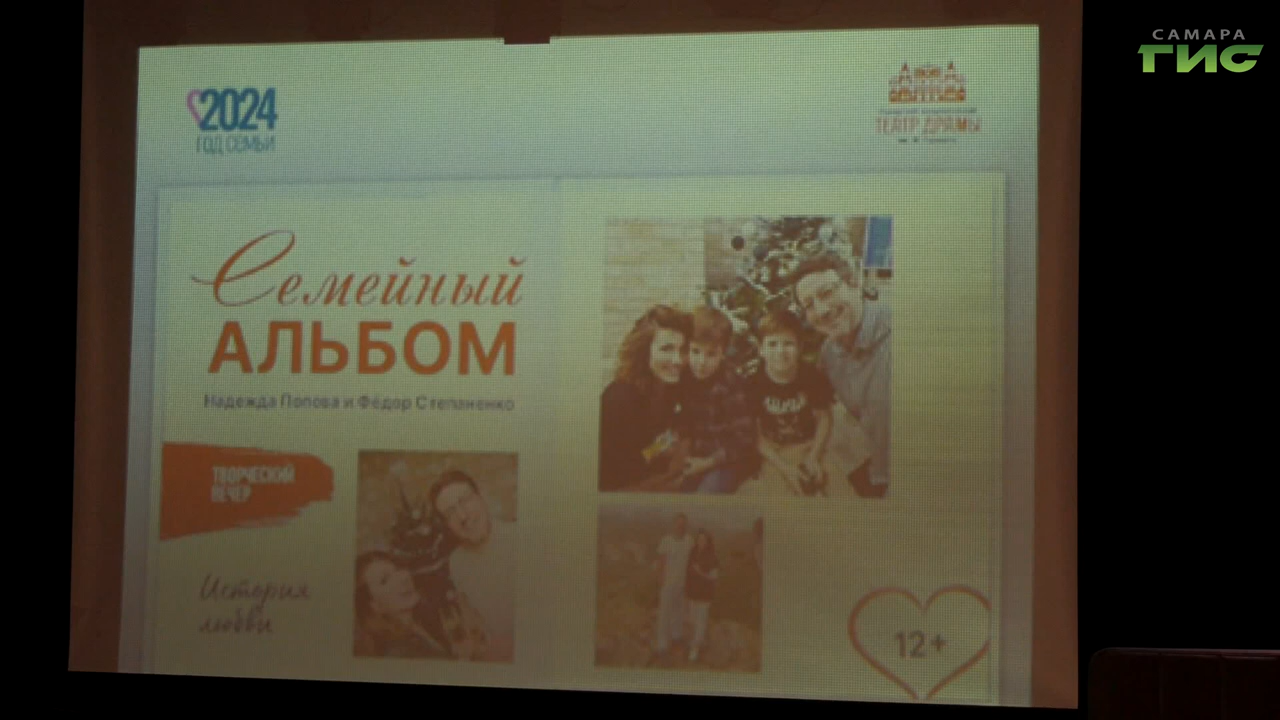 САМАРА
ГИС
2024
ГОД СЕМЬИ
ТЕАТР ДРАМЫ
Семейный
АЛЬБОМ
Надежда Попова и Фёдор Степаненко
ТВОРЧЕСКИЙ
ВЕЧЕР
История
любви
12+